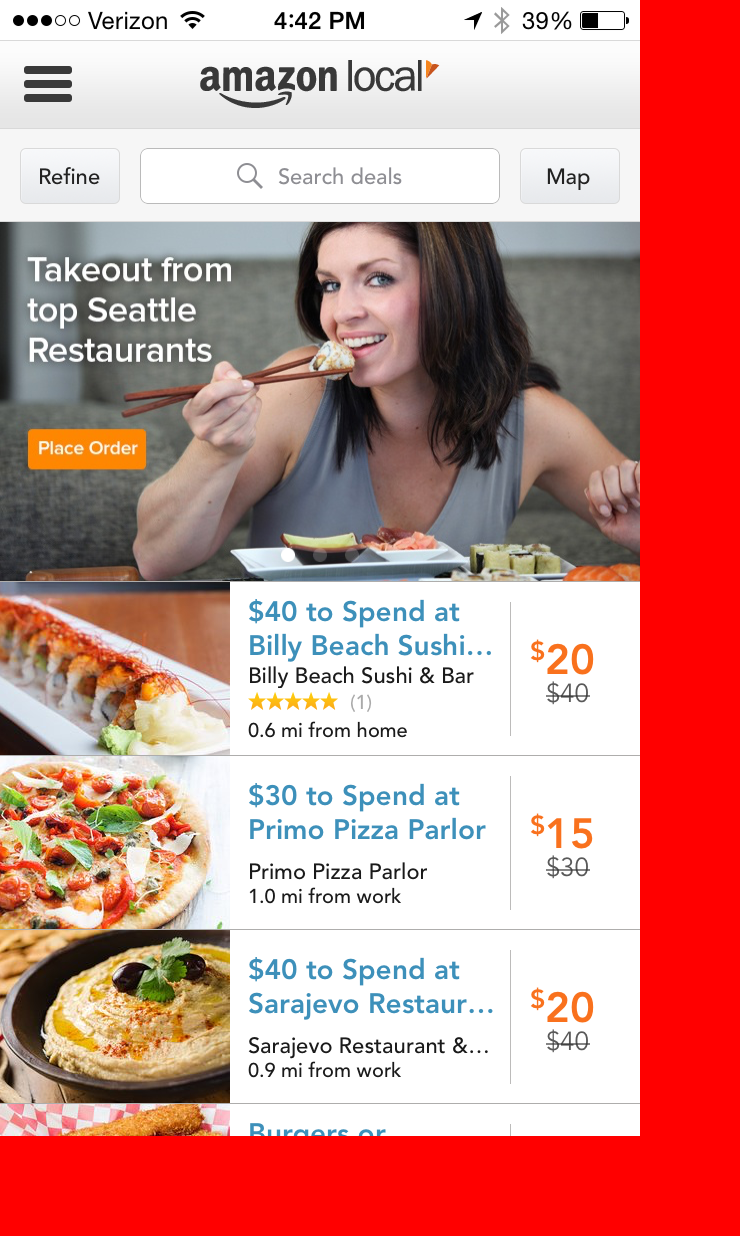 Verizon 4:42 PM 39%
amazon local
Refine Search deals Map
Takeout from
top Seattle
Restaurants
Place Order
$40 to Spend at
Billy Beach Sushi...
Billy Beach Sushi & Bar
(1)
0.6 mi from home
$20
$40
$30 to Spend at
Primo Pizza Parlor
Primo Pizza Parlor
1.0 mi from work
$15
$30
$40 to Spend at
Sarajevo Restaur...
Sarajevo Restaurant &...
0.9 mi from work
$20
$40
Burgers or